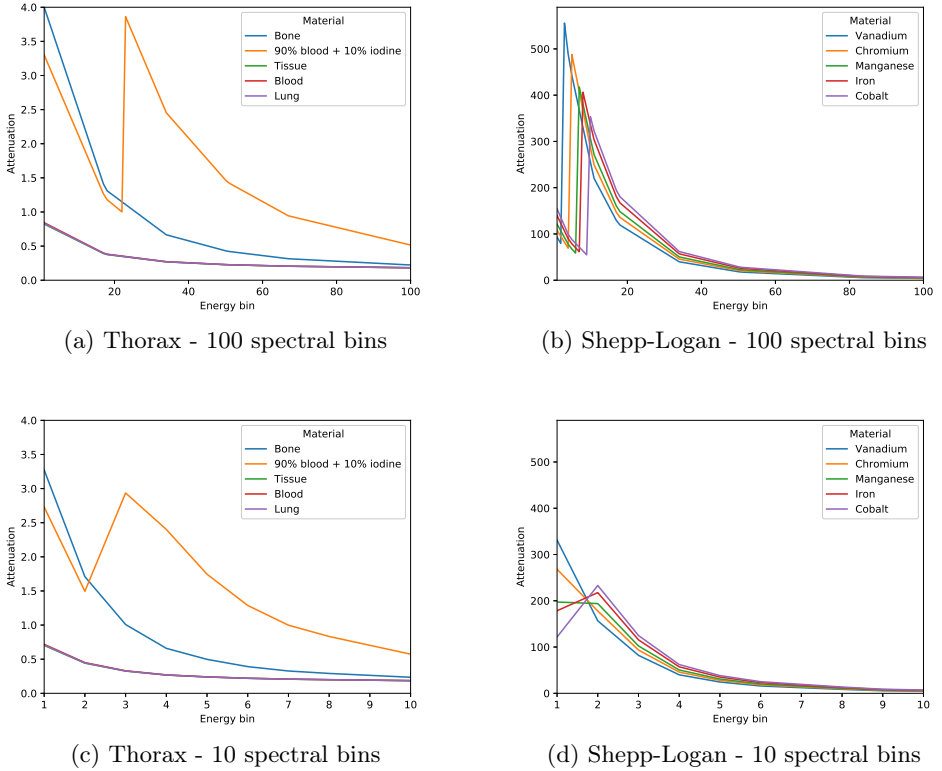 4.0
3.5
3.0
2.5
2.0
1.5
1.0
0.5
0.0
Attenuation
20 40 60 80 100
Energy bin
Material
Bone
90% blood + 10% iodine
Tissue
Blood
Lung
(a) Thorax - 100 spectral bins
500
400
300
200
100
0
Attenuation
20 40 60 80 100
Energy bin
Material
Vanadium
Chromium
Manganese
Iron
Cobalt
(b) Shepp-Logan - 100 spectral bins
4.0
3.5
3.0
2.5
2.0
1.5
1.0
0.5
0.0
Attenuation
1 2 3 4 5 6 7 8 9 10
Energy bin
Material
Bone
90% blood + 10% iodine
Tissue
Blood
Lung
(c) Thorax - 10 spectral bins
500
400
300
200
100
0
Attenuation
1 2 3 4 5 6 7 8 9 10
Energy bin
Material
Vanadium
Chromium
Manganese
Iron
Cobalt
(d) Shepp-Logan - 10 spectral bins